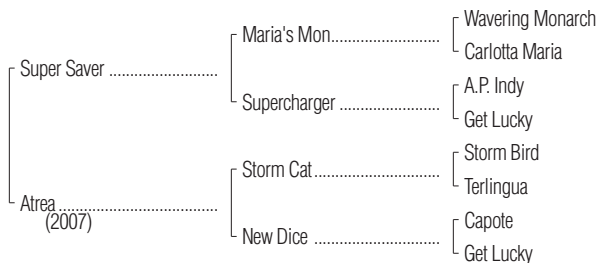 Wavering Monarch
Maria's Mon
Carlotta Maria
Super Saver
A.P. Indy
Supercharger
Get Lucky
Storm Bird
Storm Cat
Terlingua
Atrea
(2007)
Capote
New Dice
Get Lucky